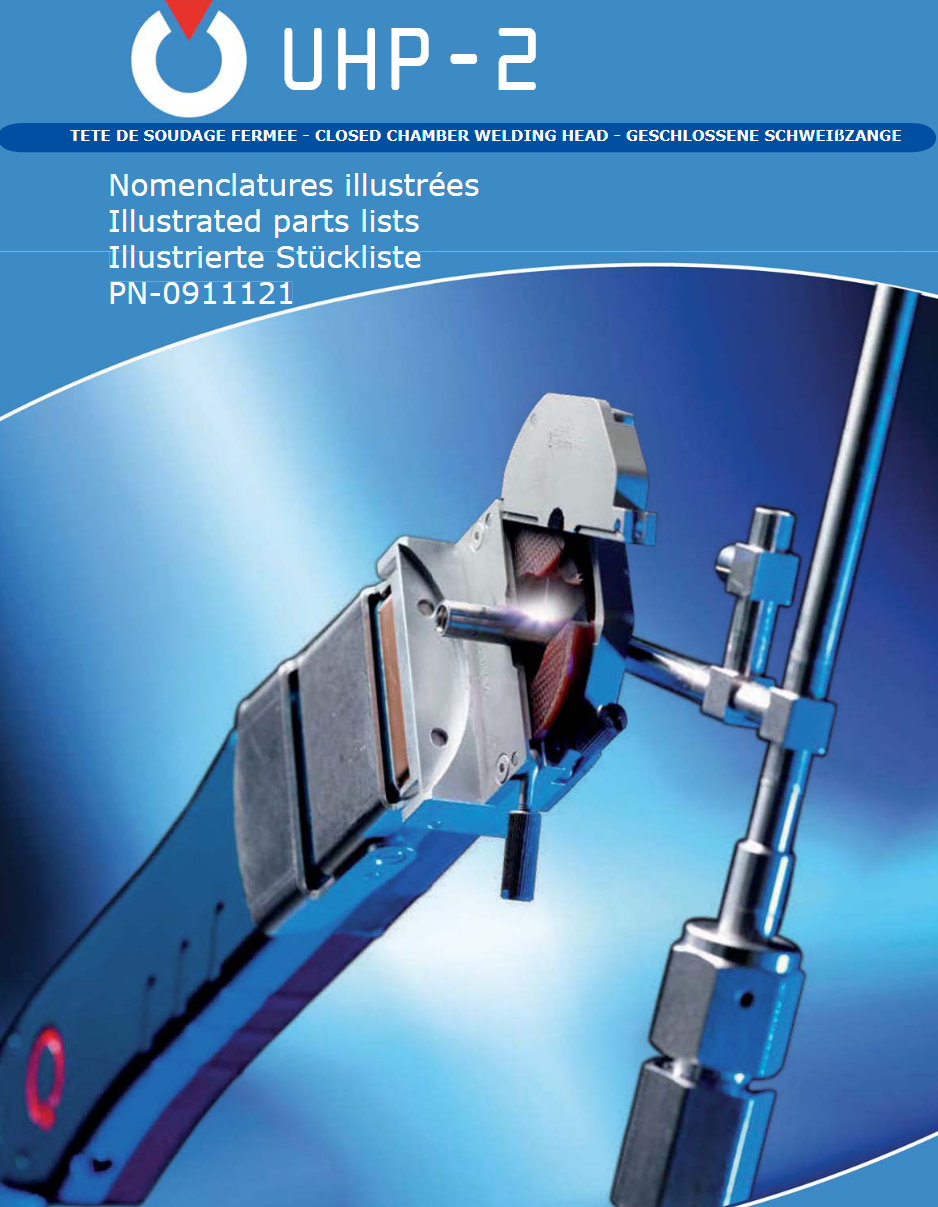 UHP-2
TETE DE SOUDAGE FERMEE - CLOSED CHAMBER WELDING HEAD - GESCHLOSSENE SCHWEIßZANGE
Nomenclatures illustrées
Illustrated parts lists
Illustrierte Stückliste
PN-0911121